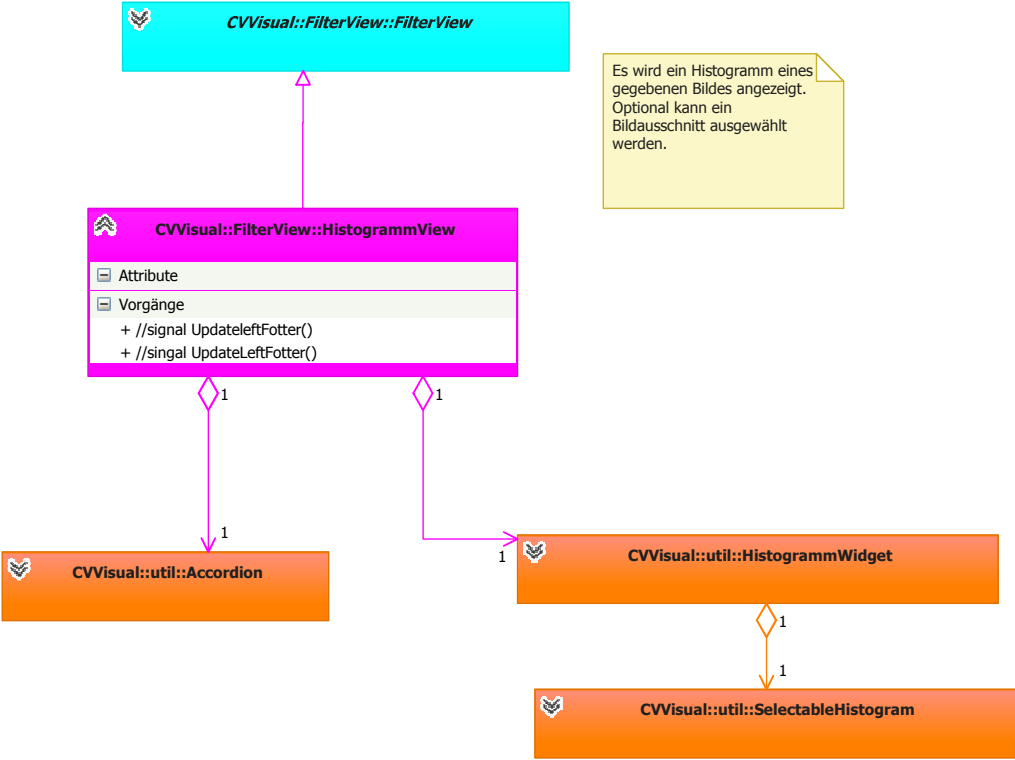 CVVisual::FilterView::FilterView
Es wird ein Histogramm eines
gegebenen Bildes angezeigt.
Optional kann ein
Bildausschnitt ausgewählt
werden.
CVVisual::FilterView::HistogrammView
Attribute
Vorgänge
+ //signal UpdateleftFotter()
+ //singal UpdateLeftFotter()
1
1
1
1
CVVisual::util::Accordion
CVVisual::util::HistogrammWidget
1
1
CVVisual::util::SelectableHistogram